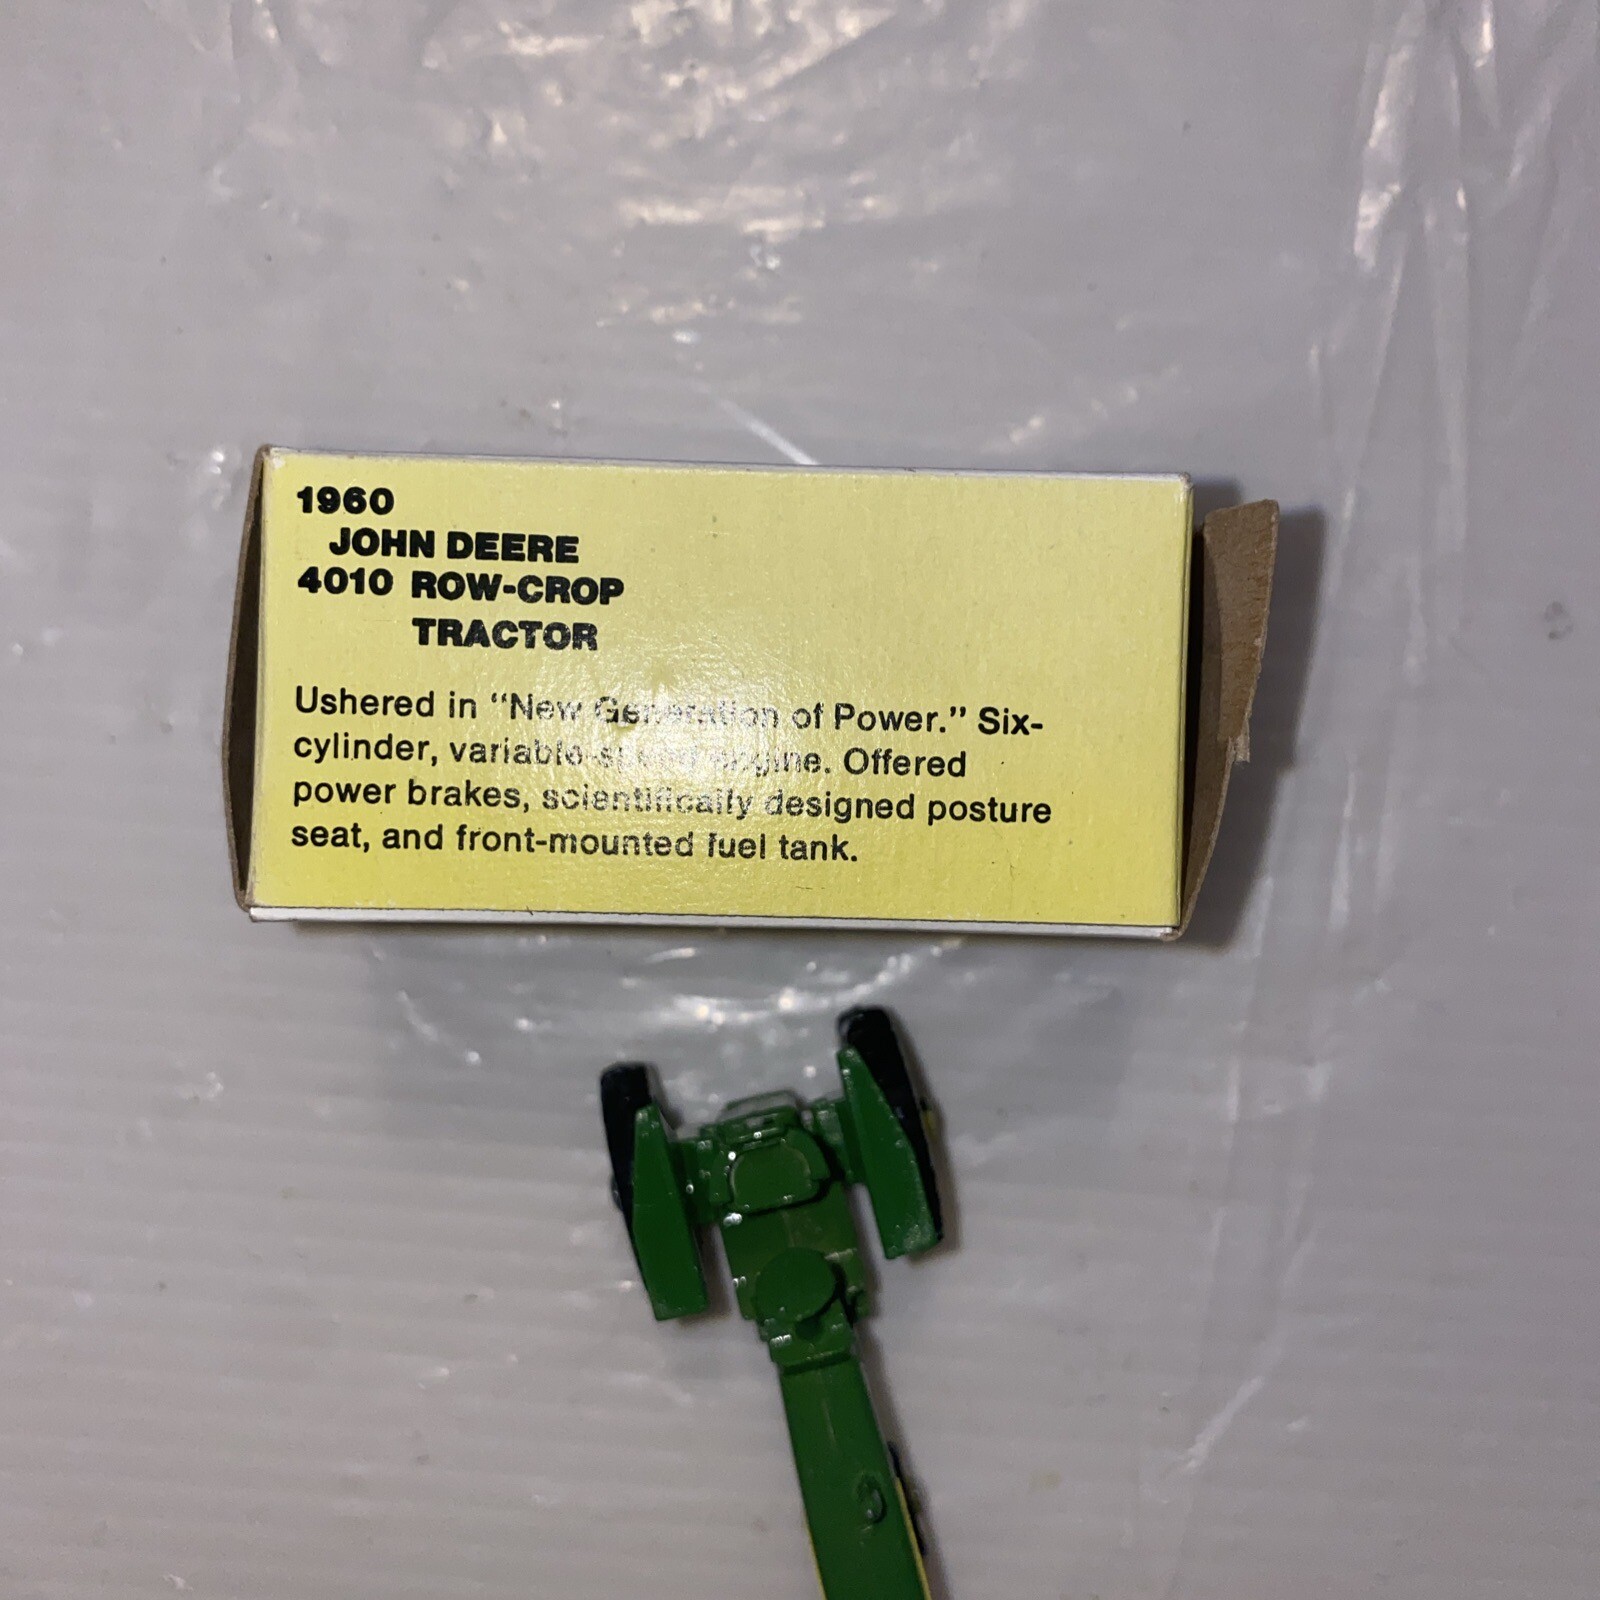 1960
JOHN DEERE
4010 ROW-CROP
TRACTOR
Ushered in “New Generation of Power.” Six-
cylinder, variable-speed engine. Offered
power brakes, scientifically designed posture
seat, and front-mounted fuel tank.